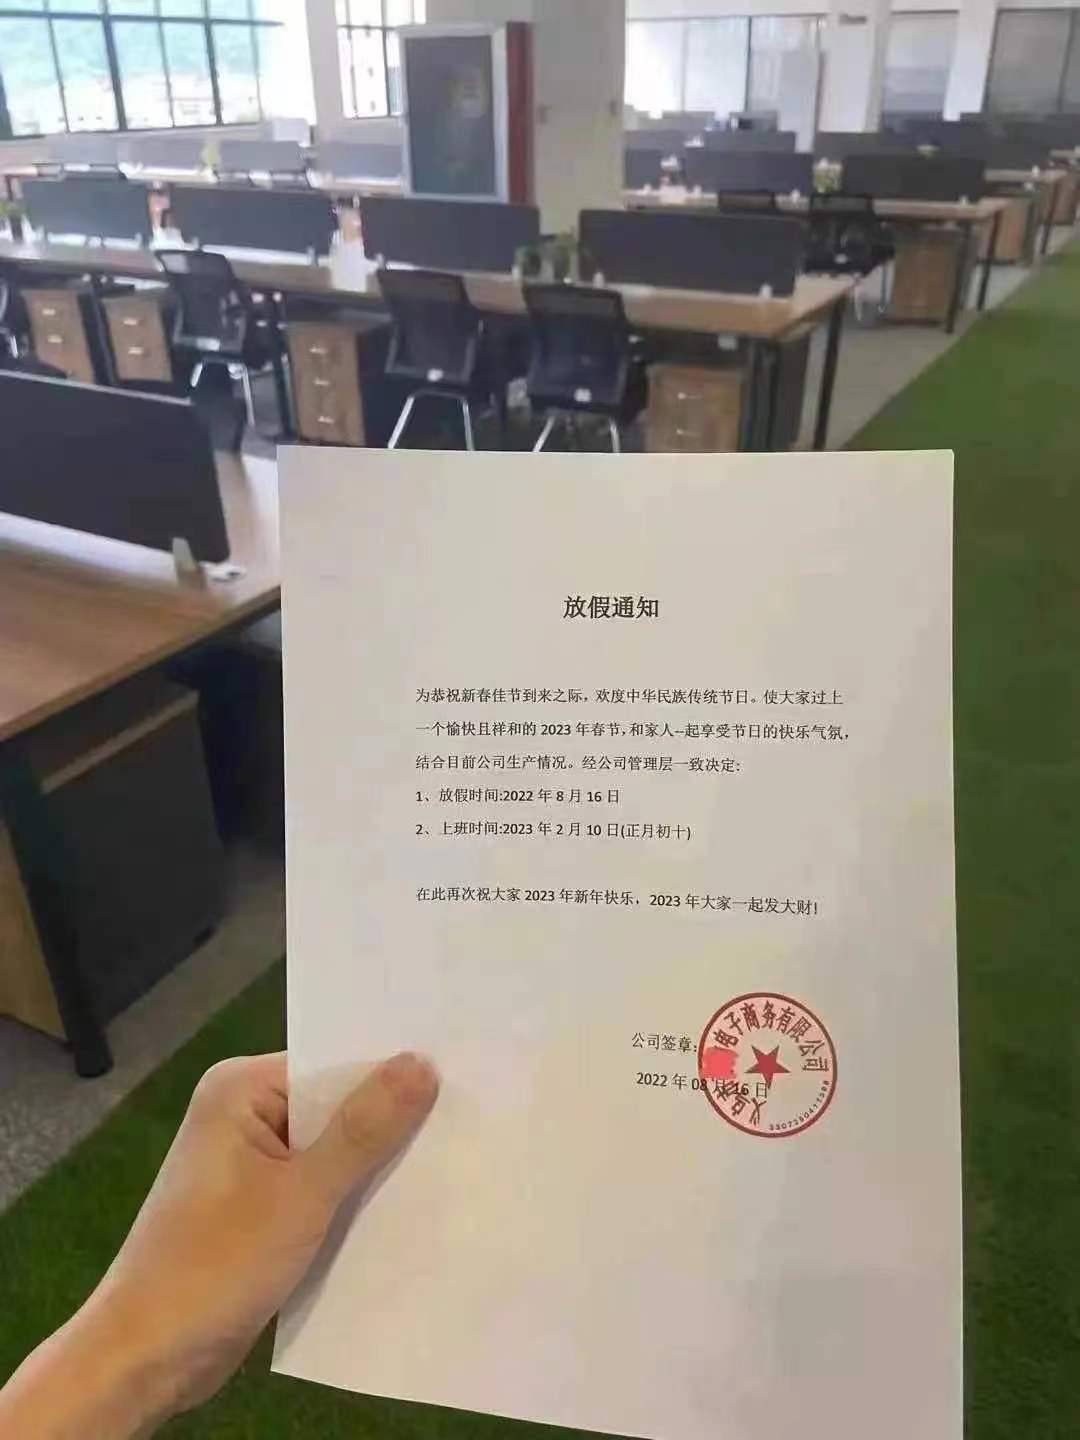 放假通知
为恭祝新春佳节到来之际，欢度中华民族传统节日。使大家过上
一个愉快且祥和的 2023 年春节，和家人--起享受节日的快乐气氛，
结合目前公司生产情况。经公司管理层一致决定:
1、放假时间:2022 年 8 月 16 日
2、上班时间:2023 年 2 月 10 日(正月初十)
在此再次祝大家 2023 年新年快乐，2023 年大家一起发大财!
公司签章:
2022 年 08 月 16 日
义乌市 电子商务有限公司